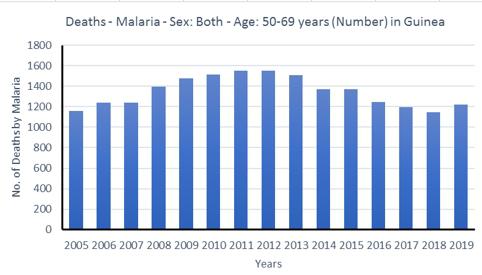 Deaths - Malaria - Sex: Both - Age: 50-69 years (Number) in Guinea
No. of Deaths by Malaria
1800
1600
1400
1200
1000
800
600
400
200
0
2005 2006 2007 2008 2009 2010 2011 2012 2013 2014 2015 2016 2017 2018 2019
Years